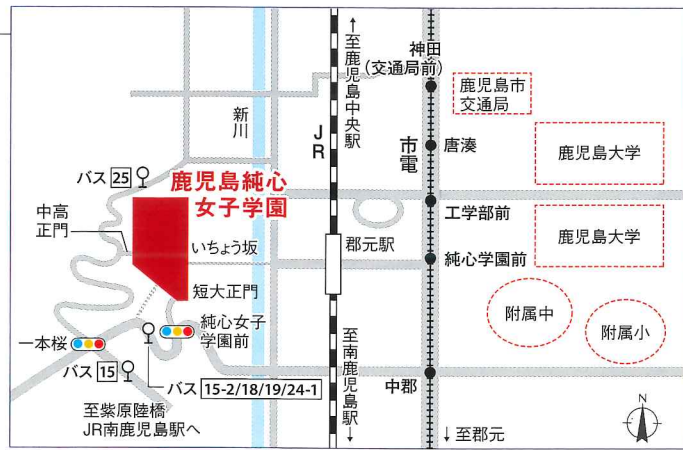 神田
(交通局前)
鹿児島市
交通局
←至鹿児島中央駅
JR
市電
唐湊
鹿児島大学
新川
バス 25
鹿児島純心
女子学園
中高
正門
いちょう坂
工学部前
鹿児島大学
郡元駅
純心学園前
短大正門
附属中
附属小
純心女子
学園前
一本桜
バス 15
バス 15-2/18/19/24-1
至南鹿児島駅→
中郡
至紫原陸橋
JR南鹿児島駅へ
↓至郡元
N